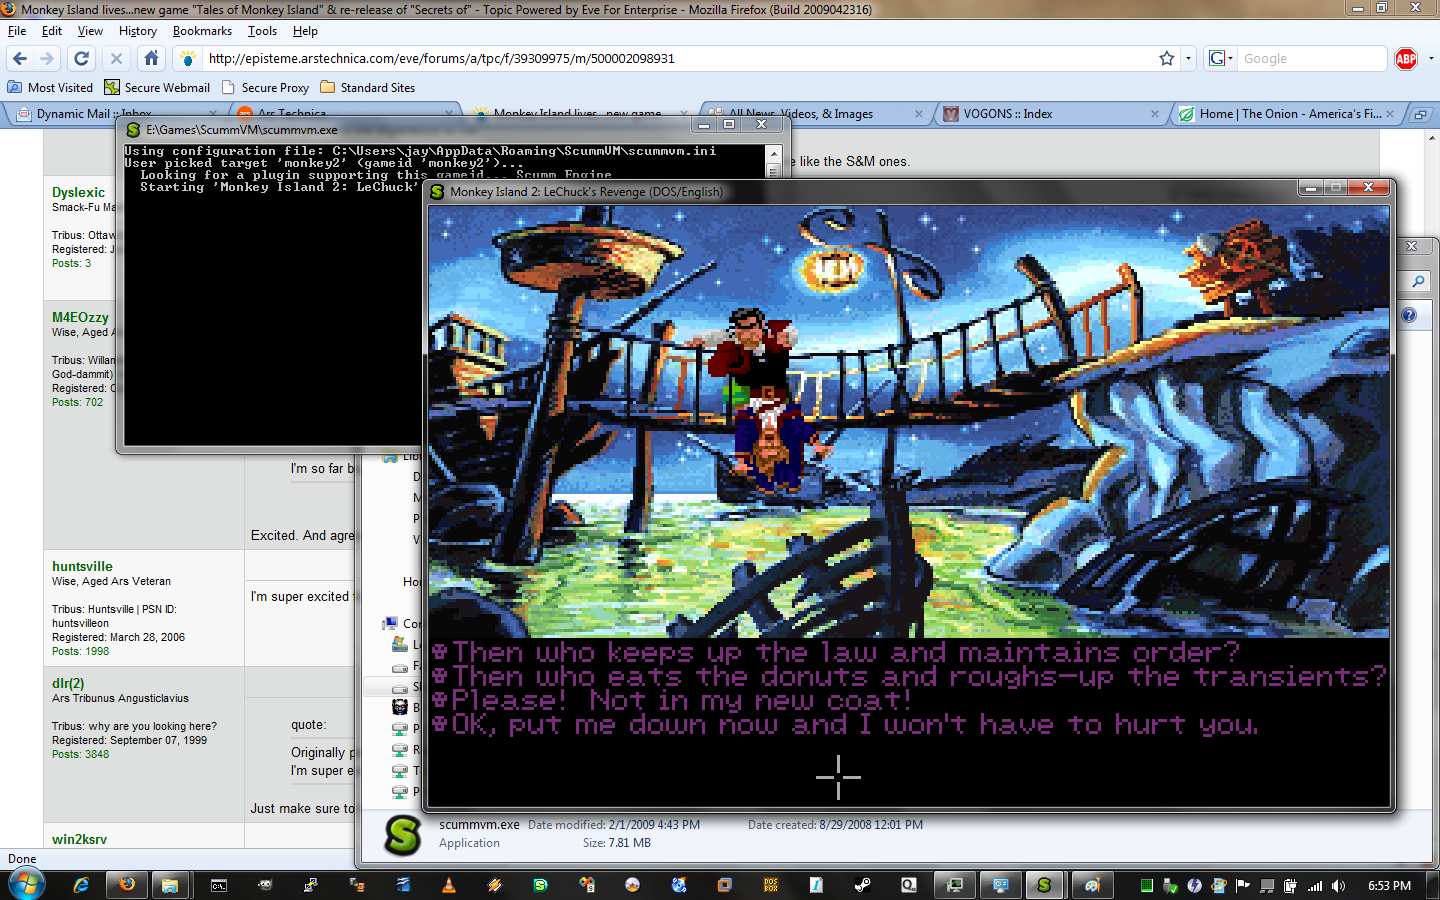 Monkey Island lives...new game "Tales of Monkey Island" & re-release of "Secrets of" - Topic Powered by Eve For Enterprise - Mozilla Firefox (Build 2009042316)
File Edit View History Bookmarks Tools Help
http://episteme.arstechnica.com/eve/forums/a/tpc/f/39309975/m/500002098931
G Google ABP
Most Visited Secure Webmail Secure Proxy Standard Sites
Dynamic Mail :: Inbox Ars Technica Monkey Island lives...new game All News, Videos, & Images VOGONS :: Index Home | The Onion - America's Fi...
E:\Games\ScummVM\scummvm.exe
Using configuration file: C:\Users\jay\AppData\Roaming\ScummVM\scummvm.ini
User picked target 'monkey2' (gameid 'monkey2')...
Looking for a plugin supporting this gameid... Scumm Engine
Starting 'Monkey Island 2: LeChuck'
like the S&M ones.
Monkey Island 2: LeChuck's Revenge (DOS/English)
Dyslexic
Smack-Fu Ma
Tribus: Ottaw
Registered: J
Posts: 3
M4EOzzy
Wise, Aged A
Tribus: Willan
God-dammit)
Registered: O
Posts: 702
I'm so far b
Excited. And agre
huntsville
Wise, Aged Ars Veteran
I'm super excited
Tribus: Huntsville | PSN ID:
huntsvilleon
Registered: March 28, 2006
Posts: 1998
dlr(2)
Ars Tribunus Angusticlavius
Tribus: why are you looking here?
Registered: September 07, 1999
Posts: 3848
quote:
Originally p
I'm super e
Just make sure to
win2ksrv
Then who keeps up the law and maintains order?
Then who eats the donuts and roughs-up the transients?
Please! Not in my new coat!
OK, put me down now and I won't have to hurt you.
scummvm.exe Date modified: 2/1/2009 4:43 PM Date created: 8/29/2008 12:01 PM
Application Size: 7.81 MB
Done
6:53 PM